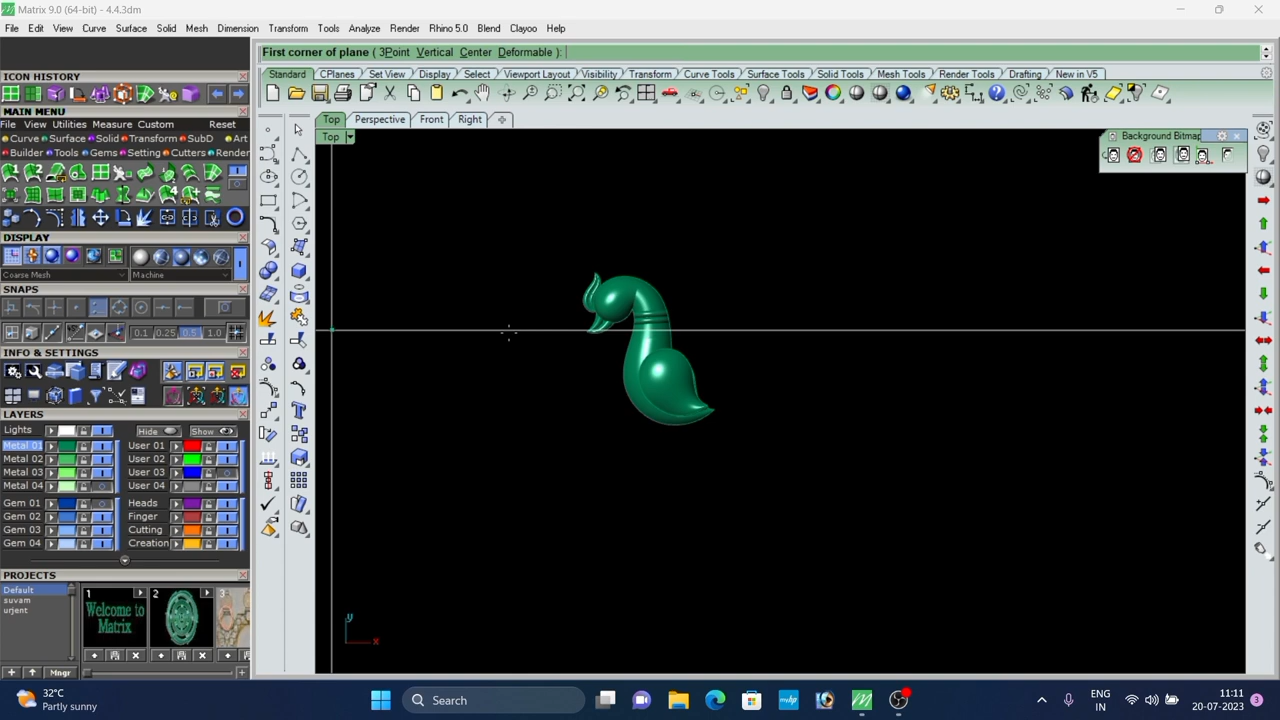 Matrix 9.0 (64-bit) - 4.4.3dm
File Edit View Curve Surface Solid Mesh Dimension Transform Tools Analyze Render Rhino 5.0 Blend Clayoo Help
First corner of plane ( 3Point Vertical Center Deformable ):
ICON HISTORY
Standard CPlanes Set View Display Select Viewport Layout Visibility Transform Curve Tools Surface Tools Solid Tools Mesh Tools Render Tools Drafting New in V5
MAIN MENU
File View Utilities Measure Custom Reset
Curve Surface Solid Transform SubD Art
Builder Tools Gems Setting Cutters Render
Top Perspective Front Right
Top
Background Bitmap
DISPLAY
Coarse Mesh Machine
SNAPS
0.1 0.25 0.5 1.0
INFO & SETTINGS
LAYERS
Lights Hide Show
Metal 01 User 01
Metal 02 User 02
Metal 03 User 03
Metal 04 User 04
Gem 01 Heads
Gem 02 Finger
Gem 03 Cutting
Gem 04 Creation
PROJECTS
Default
suvam
urjent
1 2 3
Welcome to
Matrix
Mngr
y
x
32°C
Partly sunny
Search
ENG
IN
11:11
20-07-2023
3